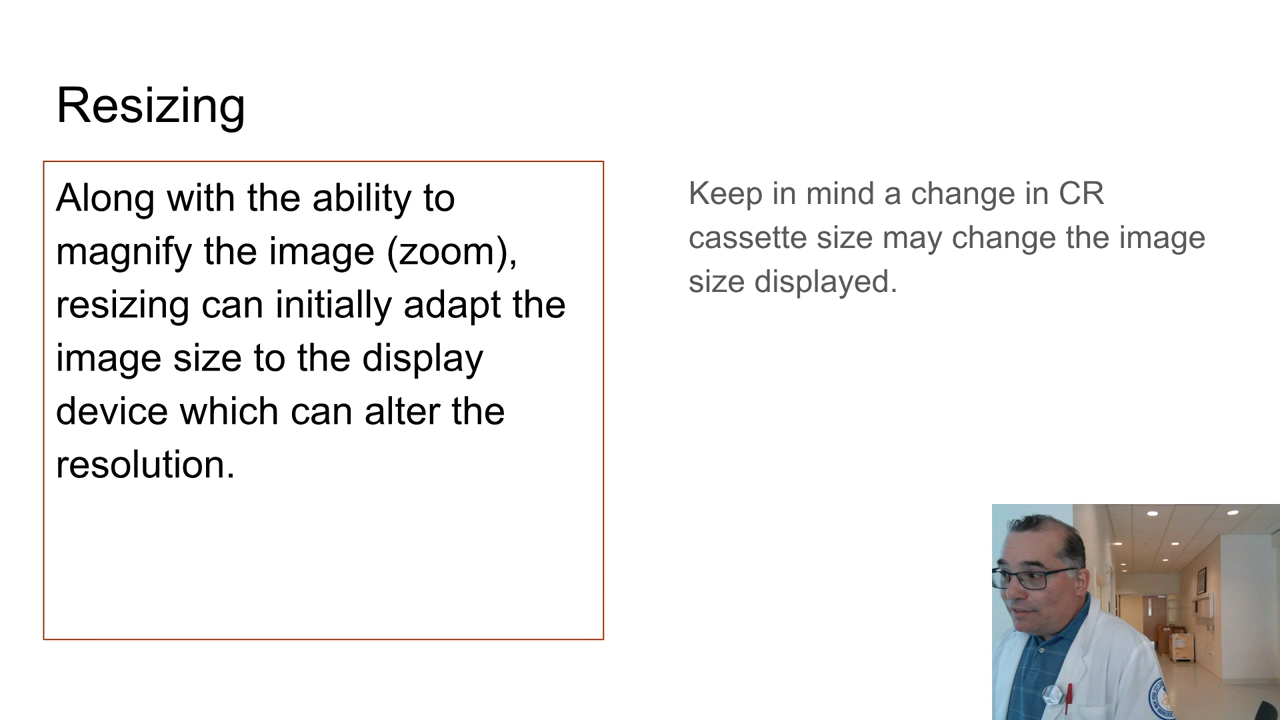 Resizing
Along with the ability to
magnify the image (zoom),
resizing can initially adapt the
image size to the display
device which can alter the
resolution.
Keep in mind a change in CR
cassette size may change the image
size displayed.